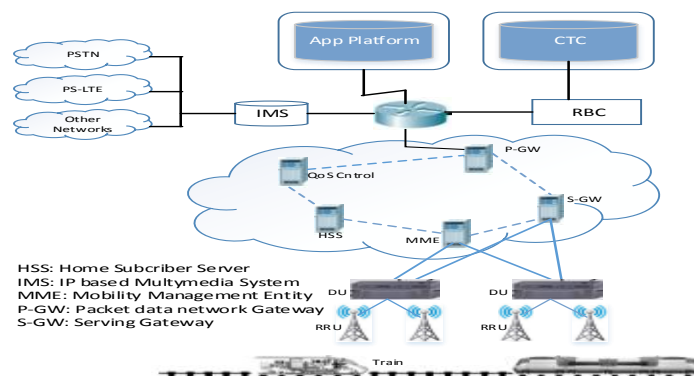 App Platform
CTC
PSTN
PS-LTE
Other
Networks
IMS
RBC
P-GW
QoS Cntrol
S-GW
HSS
MME
HSS: Home Subcriber Server
IMS: IP based Multymedia System
MME: Mobility Management Entity
P-GW: Packet data network Gateway
S-GW: Serving Gateway
DU
DU
RRU
RRU
Train